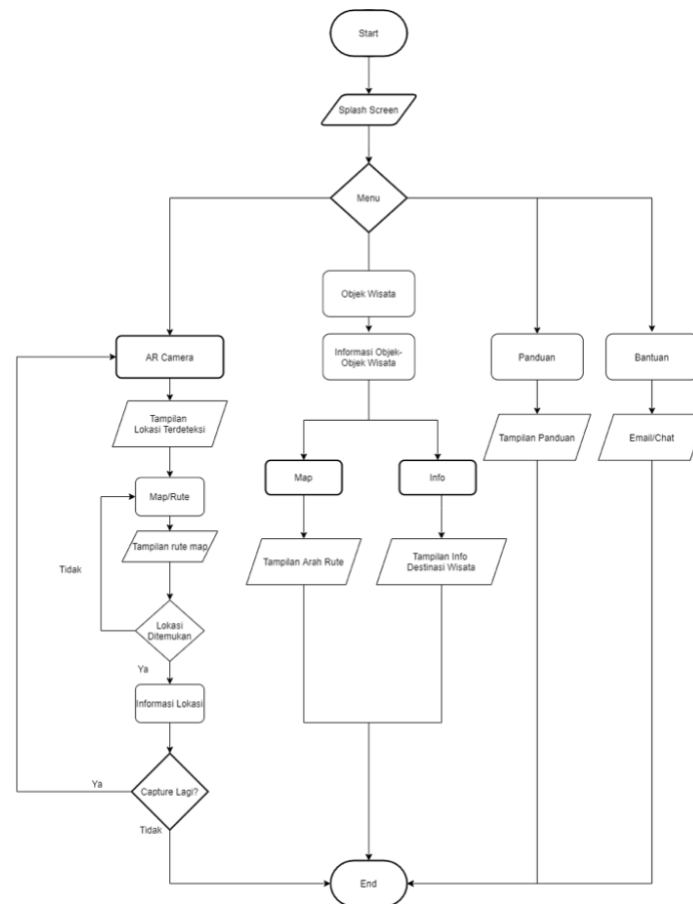 Start
Splash Screen
Menu
Objek Wisata
AR Camera
Informasi Objek-
Objek Wisata
Panduan
Bantuan
Tampilan
Lokasi Terdeteksi
Tampilan Panduan
Email/Chat
Map
Info
Map/Rute
Tampilan rute map
Tampilan Arah Rute
Tampilan Info
Destinasi Wisata
Tidak
Lokasi
Ditemukan
Ya
Informasi Lokasi
Ya
Capture Lagi?
Tidak
End